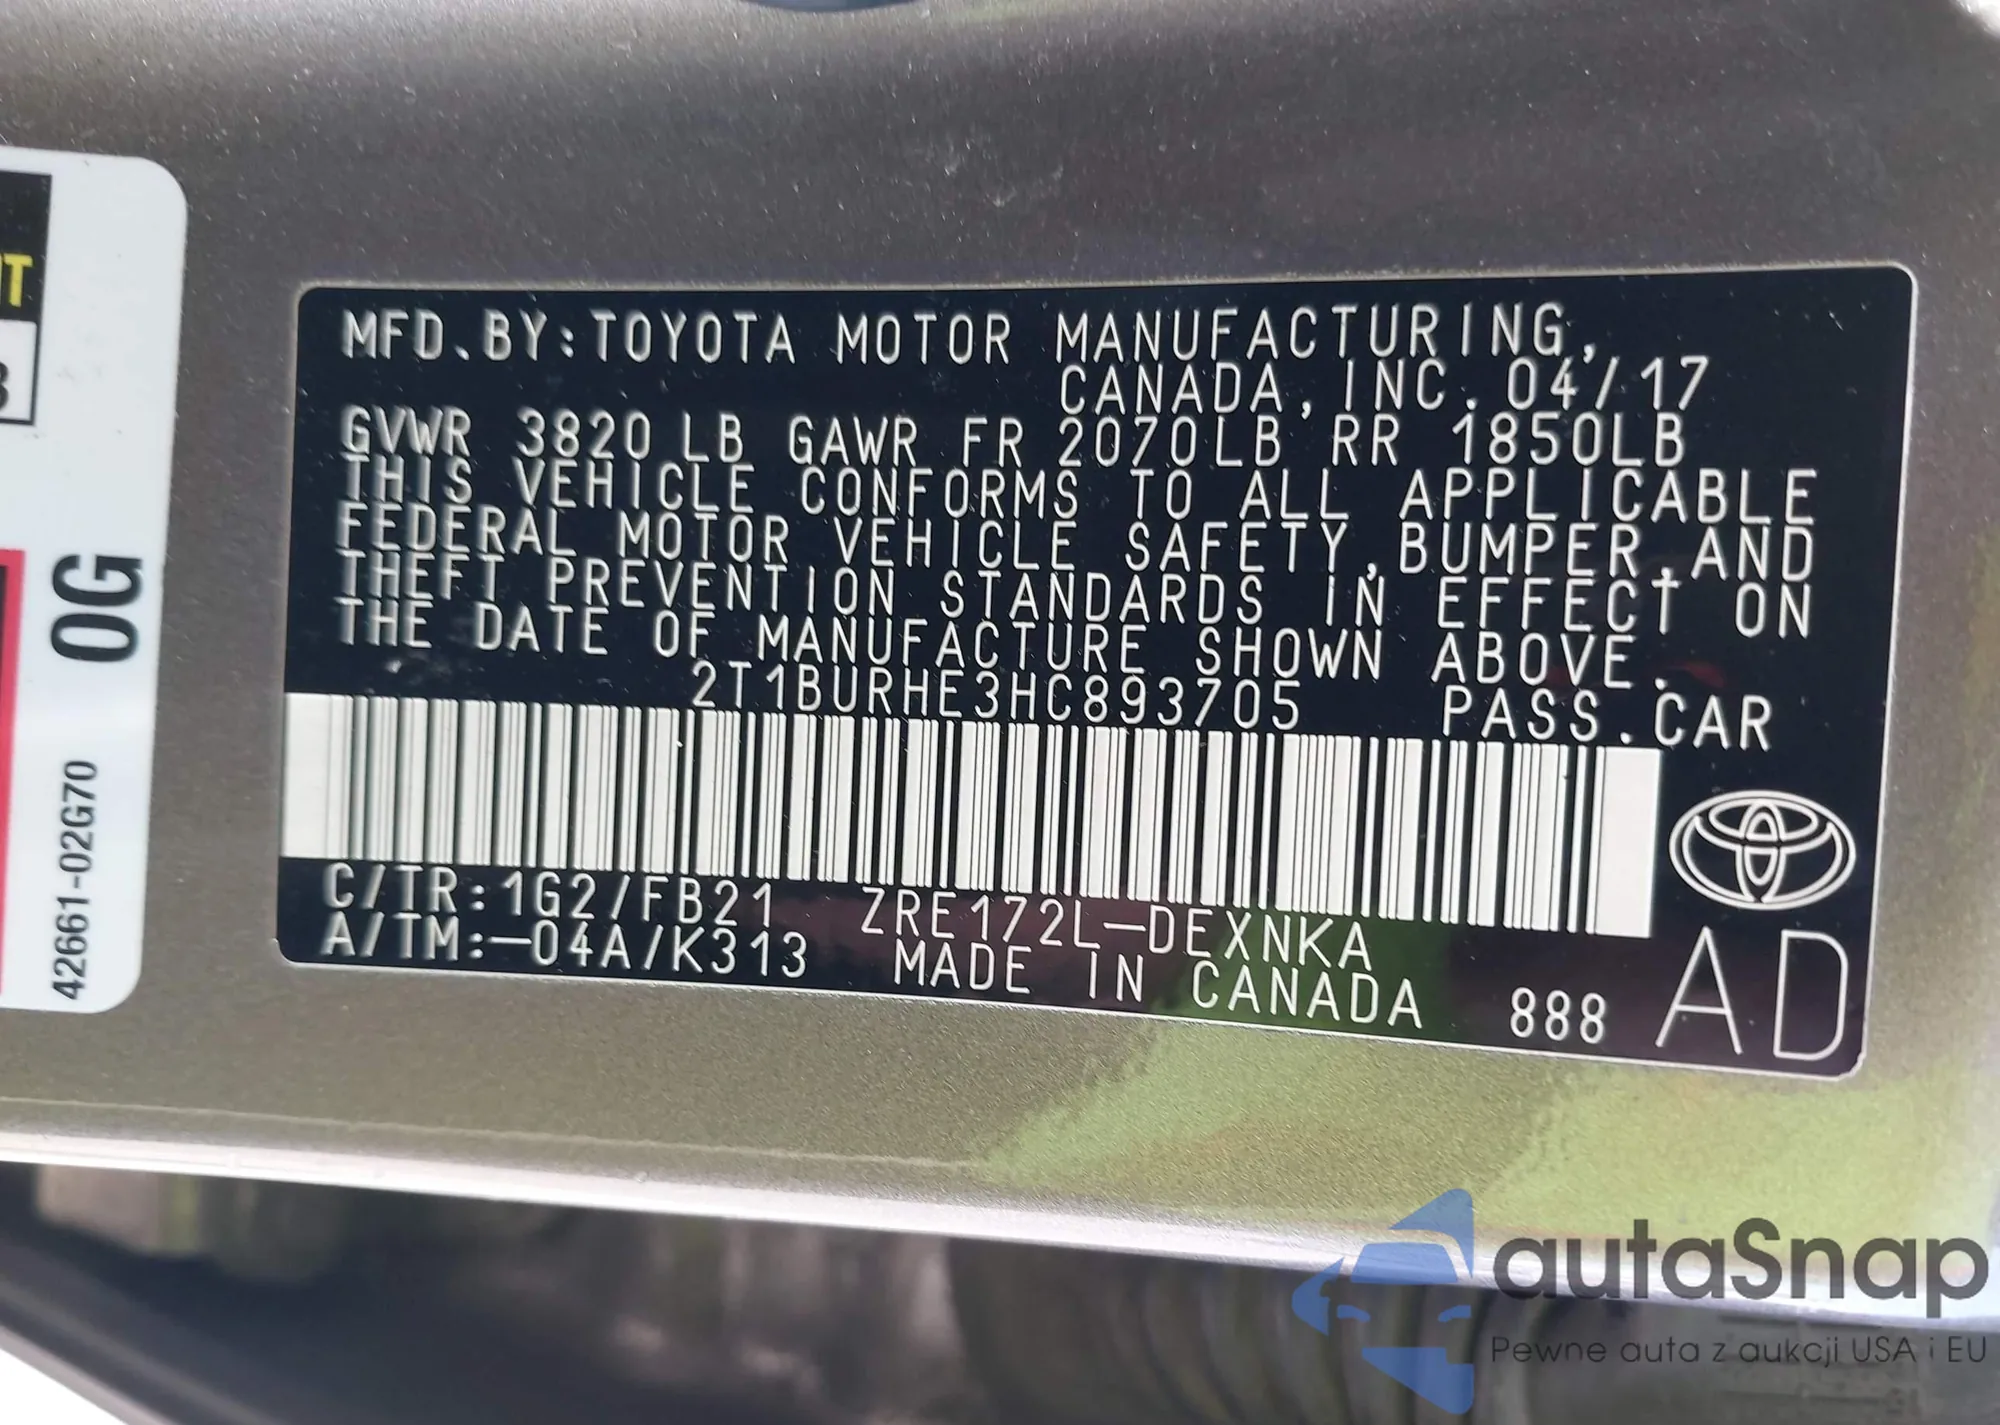 MFD.BY:TOYOTA MOTOR MANUFACTURING,
CANADA, INC. 04/17
GVWR 3820 LB GAWR FR 2070LB RR 1850LB
THIS VEHICLE CONFORMS TO ALL APPLICABLE
FEDERAL MOTOR VEHICLE SAFETY,BUMPER,AND
THEFT PREVENTION STANDARDS IN EFFECT ON
THE DATE OF MANUFACTURE SHOWN ABOVE.
2T1BURHE3HC893705 PASS.CAR
C/TR:1G2/FB21 ZRE172L-DEXNKA
A/TM:-04A/K313 MADE IN CANADA 888 AD
0G
42661-02G70
autaSnap
Pewne auta z aukcji USA i EU